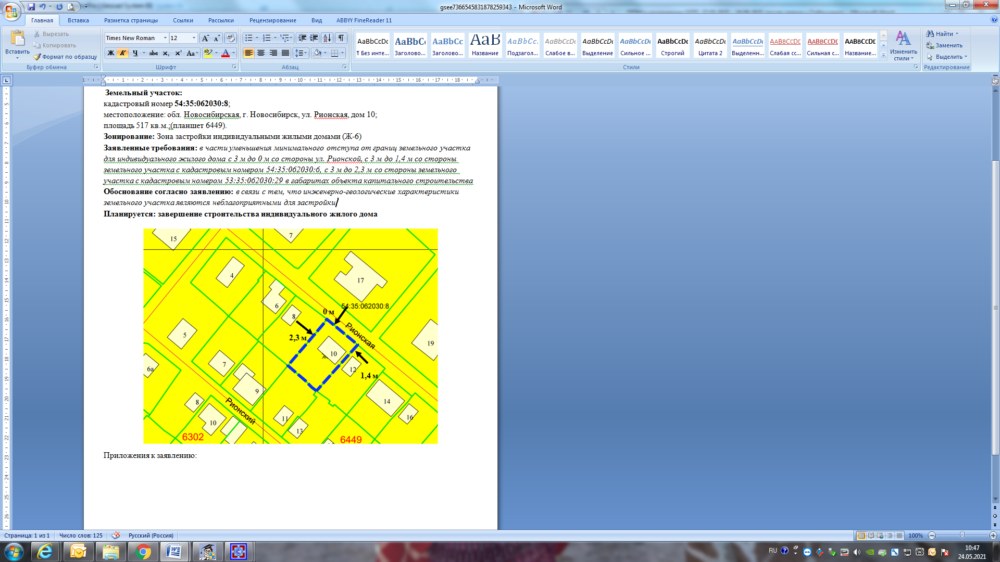 gsee7366545831878259343 - Microsoft Word
Главная Вставка Разметка страницы Ссылки Рассылки Рецензирование Вид ABBYY FineReader 11
Вставить
Вырезать
Копировать
Формат по образцу
Буфер обмена
Times New Roman 12
Шрифт
Абзац
AaBbCcDc ¶ Без инте...
AaBbC Заголово...
AaBbCc Заголово...
AaB Название
AaBbCc. Подзагол...
AaBbCcDc Слабое в...
AaBbCcDc Выделение
AaBbCcDc Сильное ...
AaBbCcDc Строгий
AaBbCcDc Цитата 2
AaBbCcDc Выделенн...
AaBbCcDc Слабая сс...
AaBbCcDc Сильная с...
AaBbCcDc Название...
Изменить стили
Стили
Найти
Заменить
Выделить
Редактирование
Земельный участок:
кадастровый номер 54:35:062030:8;
местоположение: обл. Новосибирская, г. Новосибирск, ул. Рионская, дом 10;
площадь 517 кв.м.;(планшет 6449).
Зонирование: Зона застройки индивидуальными жилыми домами (Ж-6)
Заявленные требования: в части уменьшения минимального отступа от границ земельного участка
для индивидуального жилого дома с 3 м до 0 м со стороны ул. Рионской, с 3 м до 1,4 м со стороны
земельного участка с кадастровым номером 54:35:062030:6, с 3 м до 2,3 м со стороны земельного
участка с кадастровым номером 53:35:062030:29 в габаритах объекта капитального строительства
Обоснование согласно заявлению: в связи с тем, что инженерно-геологические характеристики
земельного участка являются неблагоприятными для застройки
Планируется: завершение строительства индивидуального жилого дома
15
7
4
17
6
54:35:062030:8
0 м
8
Рионская
5
2,3 м
19
10
7
6а
12
1,4 м
9
14
8
Рионский
11
16
10
13
6302
6449
Приложения к заявлению:
Страница: 1 из 1 Число слов: 125 Русский (Россия) 100%
RU 10:47
24.05.2021